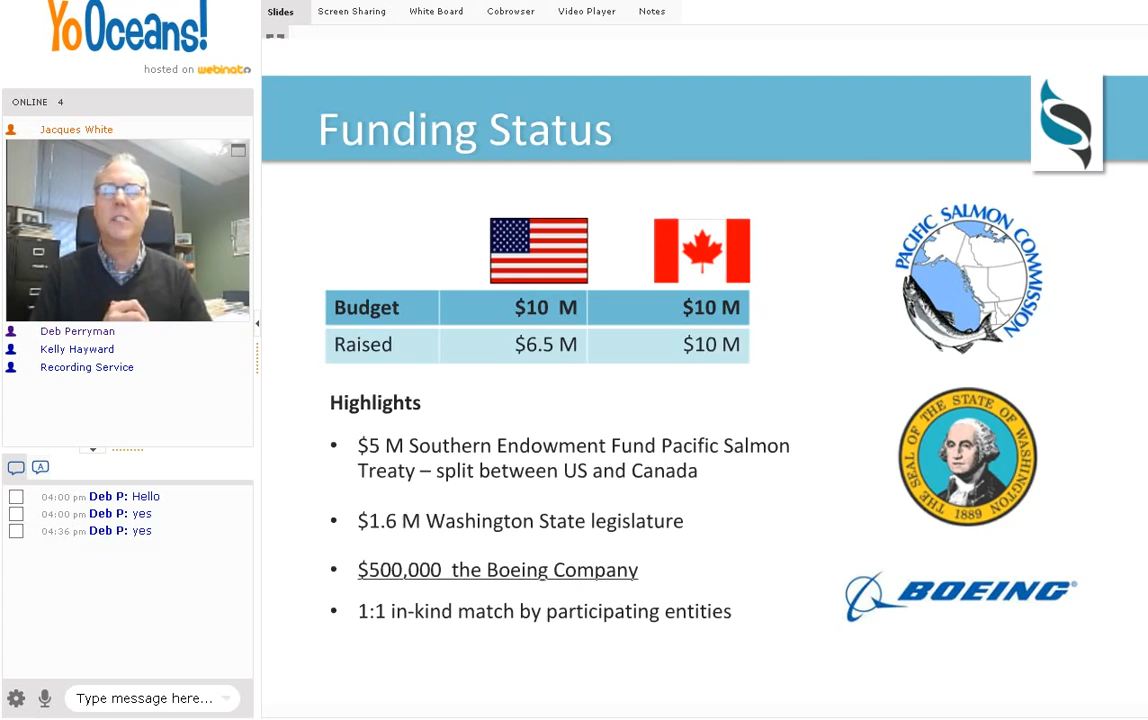 YoOceans!
hosted on webinato
ONLINE 4
Jacques White
Deb Perryman
Kelly Hayward
Recording Service
04:00 pm Deb P: Hello
04:00 pm Deb P: yes
04:36 pm Deb P: yes
Type message here...
Slides Screen Sharing White Board Cobrowser Video Player Notes
Funding Status
Budget $10 M $10 M
Raised $6.5 M $10 M
Highlights
• $5 M Southern Endowment Fund Pacific Salmon
Treaty – split between US and Canada
• $1.6 M Washington State legislature
• $500,000 the Boeing Company
• 1:1 in-kind match by participating entities
PACIFIC SALMON COMMISSION
THE SEAL OF THE STATE OF WASHINGTON
1889
BOEING